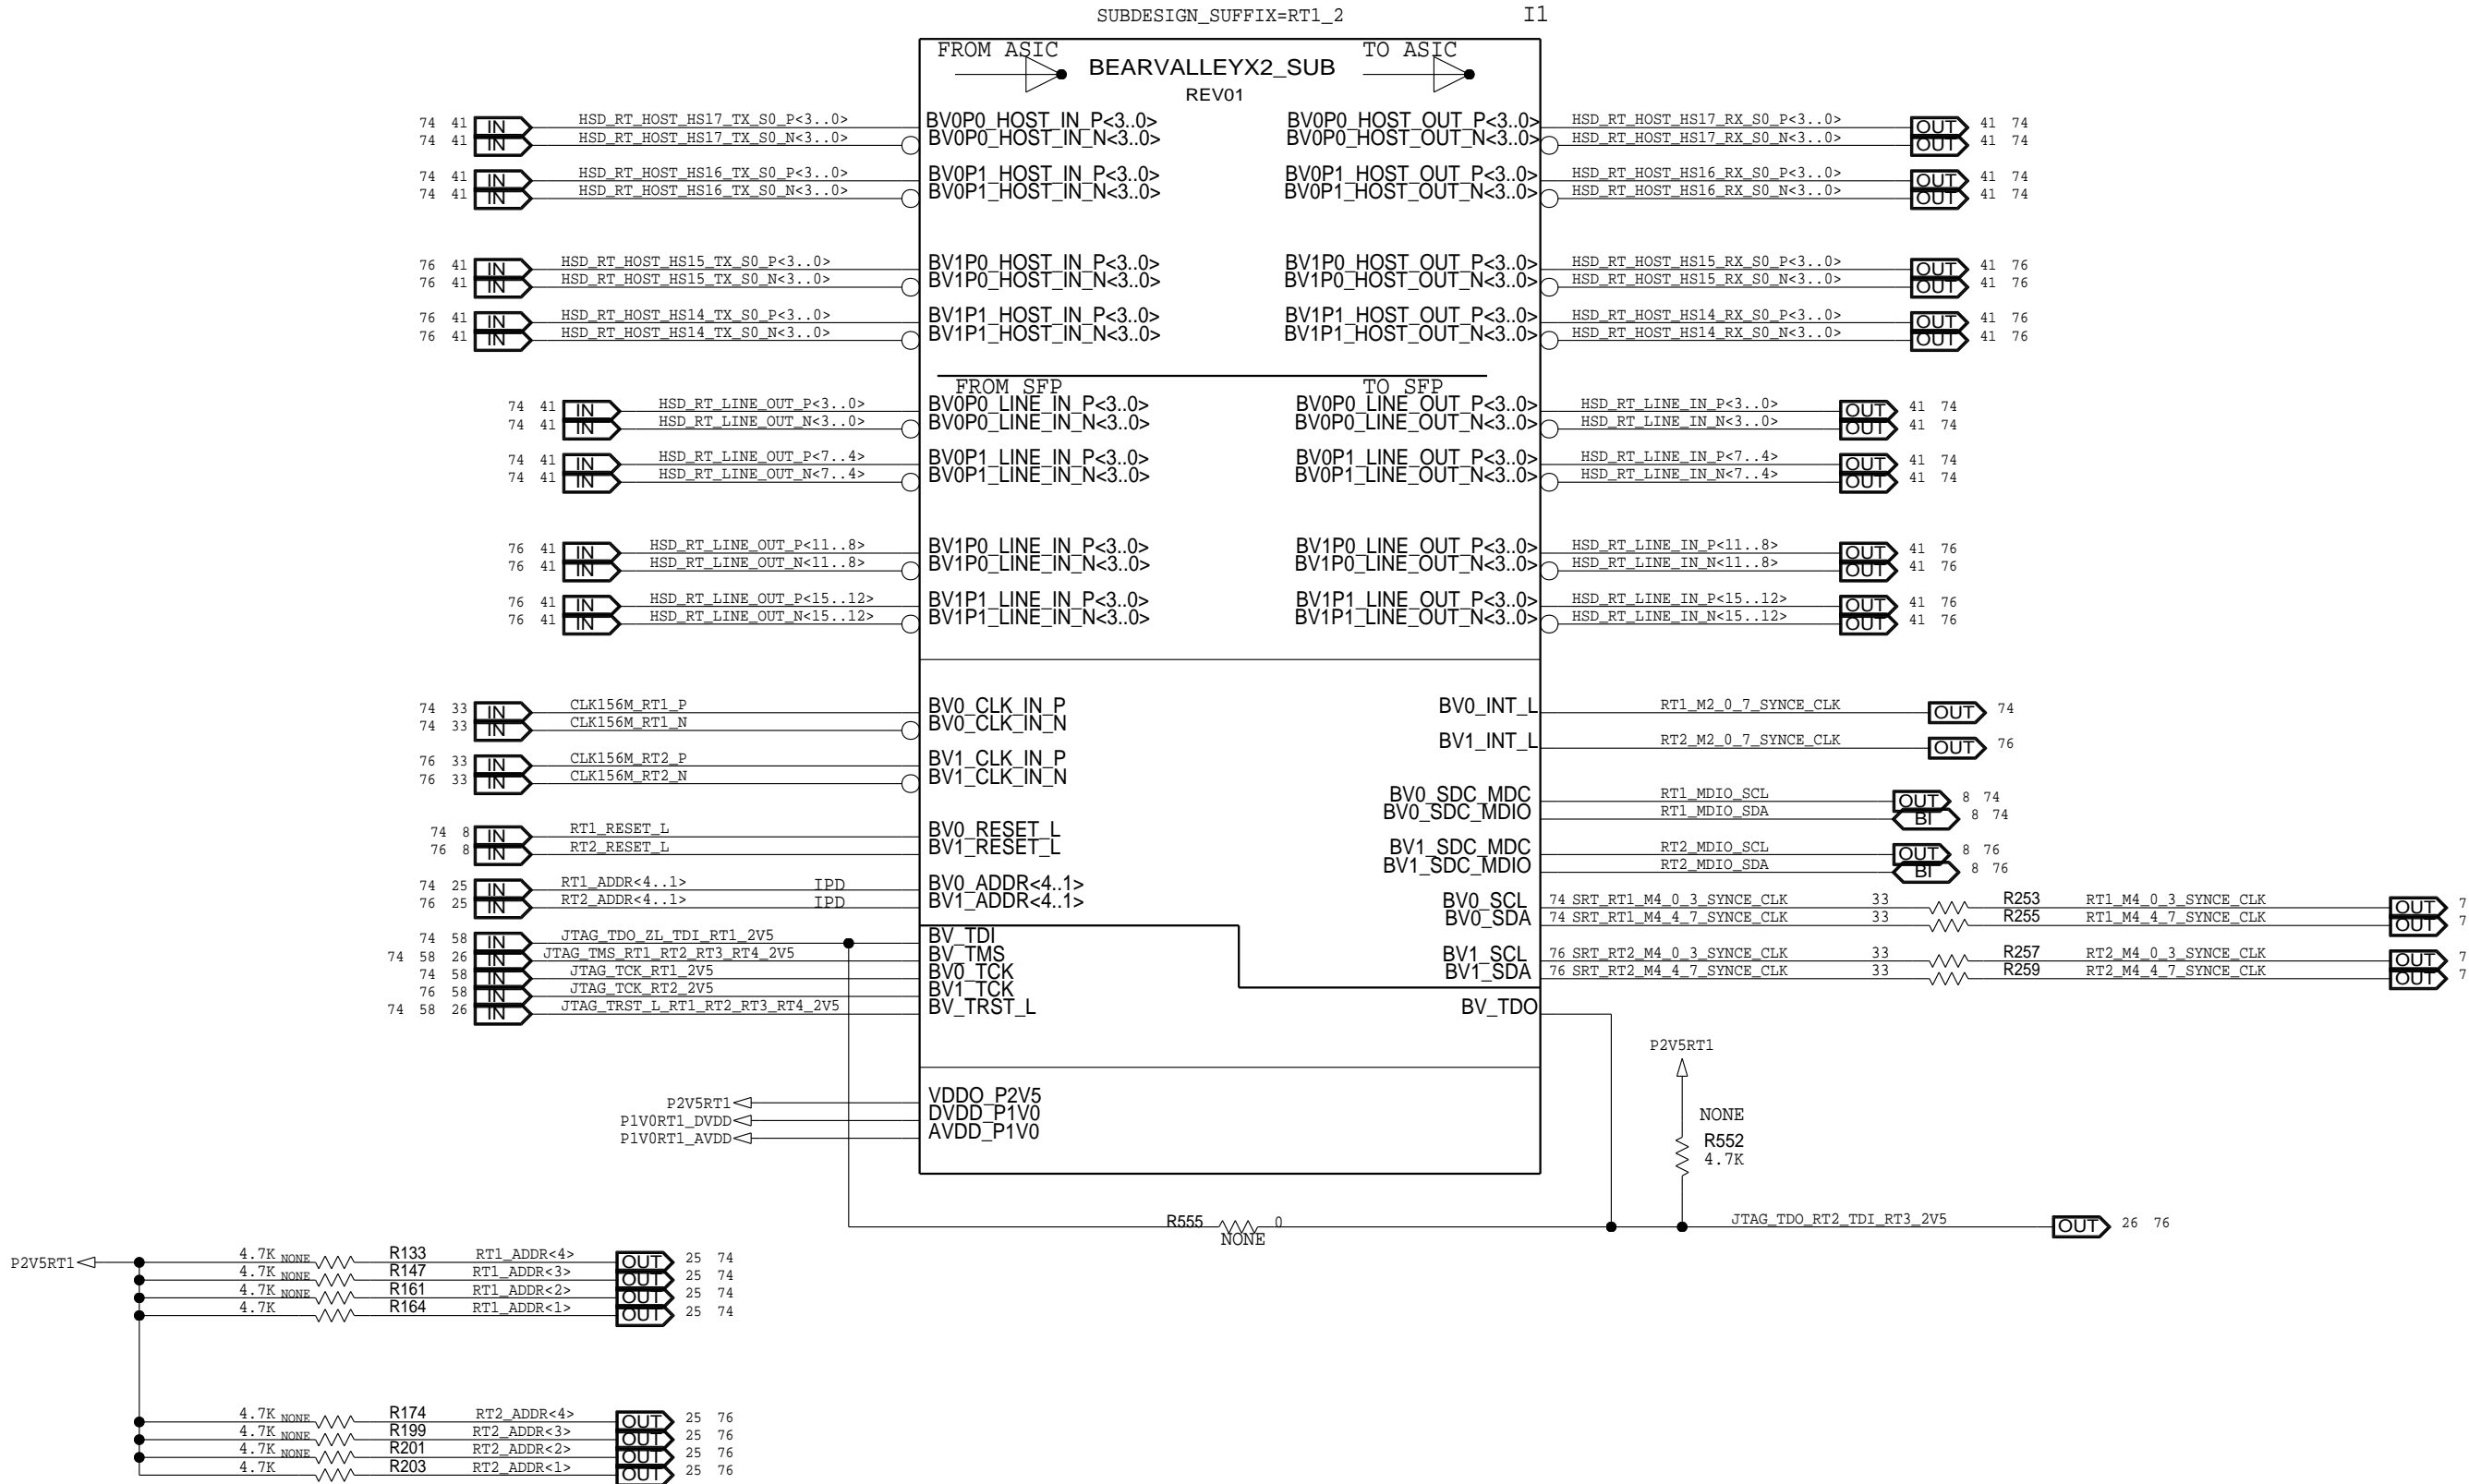 SUBDESIGN_SUFFIX=RT1_2 I1
FROM ASIC TO ASIC
BEARVALLEYX2_SUB
REV01
74 41 IN HSD_RT_HOST_HS17_TX_S0_P<3..0> BV0P0_HOST_IN_P<3..0> BV0P0_HOST_OUT_P<3..0> HSD_RT_HOST_HS17_RX_S0_P<3..0> OUT 41 74
74 41 IN HSD_RT_HOST_HS17_TX_S0_N<3..0> BV0P0_HOST_IN_N<3..0> BV0P0_HOST_OUT_N<3..0> HSD_RT_HOST_HS17_RX_S0_N<3..0> OUT 41 74
74 41 IN HSD_RT_HOST_HS16_TX_S0_P<3..0> BV0P1_HOST_IN_P<3..0> BV0P1_HOST_OUT_P<3..0> HSD_RT_HOST_HS16_RX_S0_P<3..0> OUT 41 74
74 41 IN HSD_RT_HOST_HS16_TX_S0_N<3..0> BV0P1_HOST_IN_N<3..0> BV0P1_HOST_OUT_N<3..0> HSD_RT_HOST_HS16_RX_S0_N<3..0> OUT 41 74
76 41 IN HSD_RT_HOST_HS15_TX_S0_P<3..0> BV1P0_HOST_IN_P<3..0> BV1P0_HOST_OUT_P<3..0> HSD_RT_HOST_HS15_RX_S0_P<3..0> OUT 41 76
76 41 IN HSD_RT_HOST_HS15_TX_S0_N<3..0> BV1P0_HOST_IN_N<3..0> BV1P0_HOST_OUT_N<3..0> HSD_RT_HOST_HS15_RX_S0_N<3..0> OUT 41 76
76 41 IN HSD_RT_HOST_HS14_TX_S0_P<3..0> BV1P1_HOST_IN_P<3..0> BV1P1_HOST_OUT_P<3..0> HSD_RT_HOST_HS14_RX_S0_P<3..0> OUT 41 76
76 41 IN HSD_RT_HOST_HS14_TX_S0_N<3..0> BV1P1_HOST_IN_N<3..0> BV1P1_HOST_OUT_N<3..0> HSD_RT_HOST_HS14_RX_S0_N<3..0> OUT 41 76
FROM SFP TO SFP
74 41 IN HSD_RT_LINE_OUT_P<3..0> BV0P0_LINE_IN_P<3..0> BV0P0_LINE_OUT_P<3..0> HSD_RT_LINE_IN_P<3..0> OUT 41 74
74 41 IN HSD_RT_LINE_OUT_N<3..0> BV0P0_LINE_IN_N<3..0> BV0P0_LINE_OUT_N<3..0> HSD_RT_LINE_IN_N<3..0> OUT 41 74
74 41 IN HSD_RT_LINE_OUT_P<7..4> BV0P1_LINE_IN_P<3..0> BV0P1_LINE_OUT_P<3..0> HSD_RT_LINE_IN_P<7..4> OUT 41 74
74 41 IN HSD_RT_LINE_OUT_N<7..4> BV0P1_LINE_IN_N<3..0> BV0P1_LINE_OUT_N<3..0> HSD_RT_LINE_IN_N<7..4> OUT 41 74
76 41 IN HSD_RT_LINE_OUT_P<11..8> BV1P0_LINE_IN_P<3..0> BV1P0_LINE_OUT_P<3..0> HSD_RT_LINE_IN_P<11..8> OUT 41 76
76 41 IN HSD_RT_LINE_OUT_N<11..8> BV1P0_LINE_IN_N<3..0> BV1P0_LINE_OUT_N<3..0> HSD_RT_LINE_IN_N<11..8> OUT 41 76
76 41 IN HSD_RT_LINE_OUT_P<15..12> BV1P1_LINE_IN_P<3..0> BV1P1_LINE_OUT_P<3..0> HSD_RT_LINE_IN_P<15..12> OUT 41 76
76 41 IN HSD_RT_LINE_OUT_N<15..12> BV1P1_LINE_IN_N<3..0> BV1P1_LINE_OUT_N<3..0> HSD_RT_LINE_IN_N<15..12> OUT 41 76
74 33 IN CLK156M_RT1_P BV0_CLK_IN_P BV0_INT_L RT1_M2_0_7_SYNCE_CLK OUT 74
74 33 IN CLK156M_RT1_N BV0_CLK_IN_N
BV1_INT_L RT2_M2_0_7_SYNCE_CLK OUT 76
76 33 IN CLK156M_RT2_P BV1_CLK_IN_P
76 33 IN CLK156M_RT2_N BV1_CLK_IN_N
BV0_SDC_MDC RT1_MDIO_SCL OUT 8 74
BV0_SDC_MDIO RT1_MDIO_SDA BI 8 74
74 8 IN RT1_RESET_L BV0_RESET_L
76 8 IN RT2_RESET_L BV1_RESET_L BV1_SDC_MDC RT2_MDIO_SCL OUT 8 76
BV1_SDC_MDIO RT2_MDIO_SDA BI 8 76
74 25 IN RT1_ADDR<4..1> IPD BV0_ADDR<4..1>
76 25 IN RT2_ADDR<4..1> IPD BV1_ADDR<4..1> BV0_SCL 74 SRT_RT1_M4_0_3_SYNCE_CLK 33 R253 RT1_M4_0_3_SYNCE_CLK OUT 7
BV0_SDA 74 SRT_RT1_M4_4_7_SYNCE_CLK 33 R255 RT1_M4_4_7_SYNCE_CLK OUT 7
74 58 IN JTAG_TDO_ZL_TDI_RT1_2V5 BV_TDI
74 58 26 IN JTAG_TMS_RT1_RT2_RT3_RT4_2V5 BV_TMS BV1_SCL 76 SRT_RT2_M4_0_3_SYNCE_CLK 33 R257 RT2_M4_0_3_SYNCE_CLK OUT 7
74 58 IN JTAG_TCK_RT1_2V5 BV0_TCK BV1_SDA 76 SRT_RT2_M4_4_7_SYNCE_CLK 33 R259 RT2_M4_4_7_SYNCE_CLK OUT 7
76 58 IN JTAG_TCK_RT2_2V5 BV1_TCK
74 58 26 IN JTAG_TRST_L_RT1_RT2_RT3_RT4_2V5 BV_TRST_L BV_TDO
P2V5RT1
P2V5RT1 VDDO_P2V5
P1V0RT1_DVDD DVDD_P1V0 NONE
P1V0RT1_AVDD AVDD_P1V0 R552
4.7K
R555 0 JTAG_TDO_RT2_TDI_RT3_2V5 OUT 26 76
NONE
P2V5RT1 4.7K NONE R133 RT1_ADDR<4> OUT 25 74
4.7K NONE R147 RT1_ADDR<3> OUT 25 74
4.7K NONE R161 RT1_ADDR<2> OUT 25 74
4.7K R164 RT1_ADDR<1> OUT 25 74
4.7K NONE R174 RT2_ADDR<4> OUT 25 76
4.7K NONE R199 RT2_ADDR<3> OUT 25 76
4.7K NONE R201 RT2_ADDR<2> OUT 25 76
4.7K R203 RT2_ADDR<1> OUT 25 76